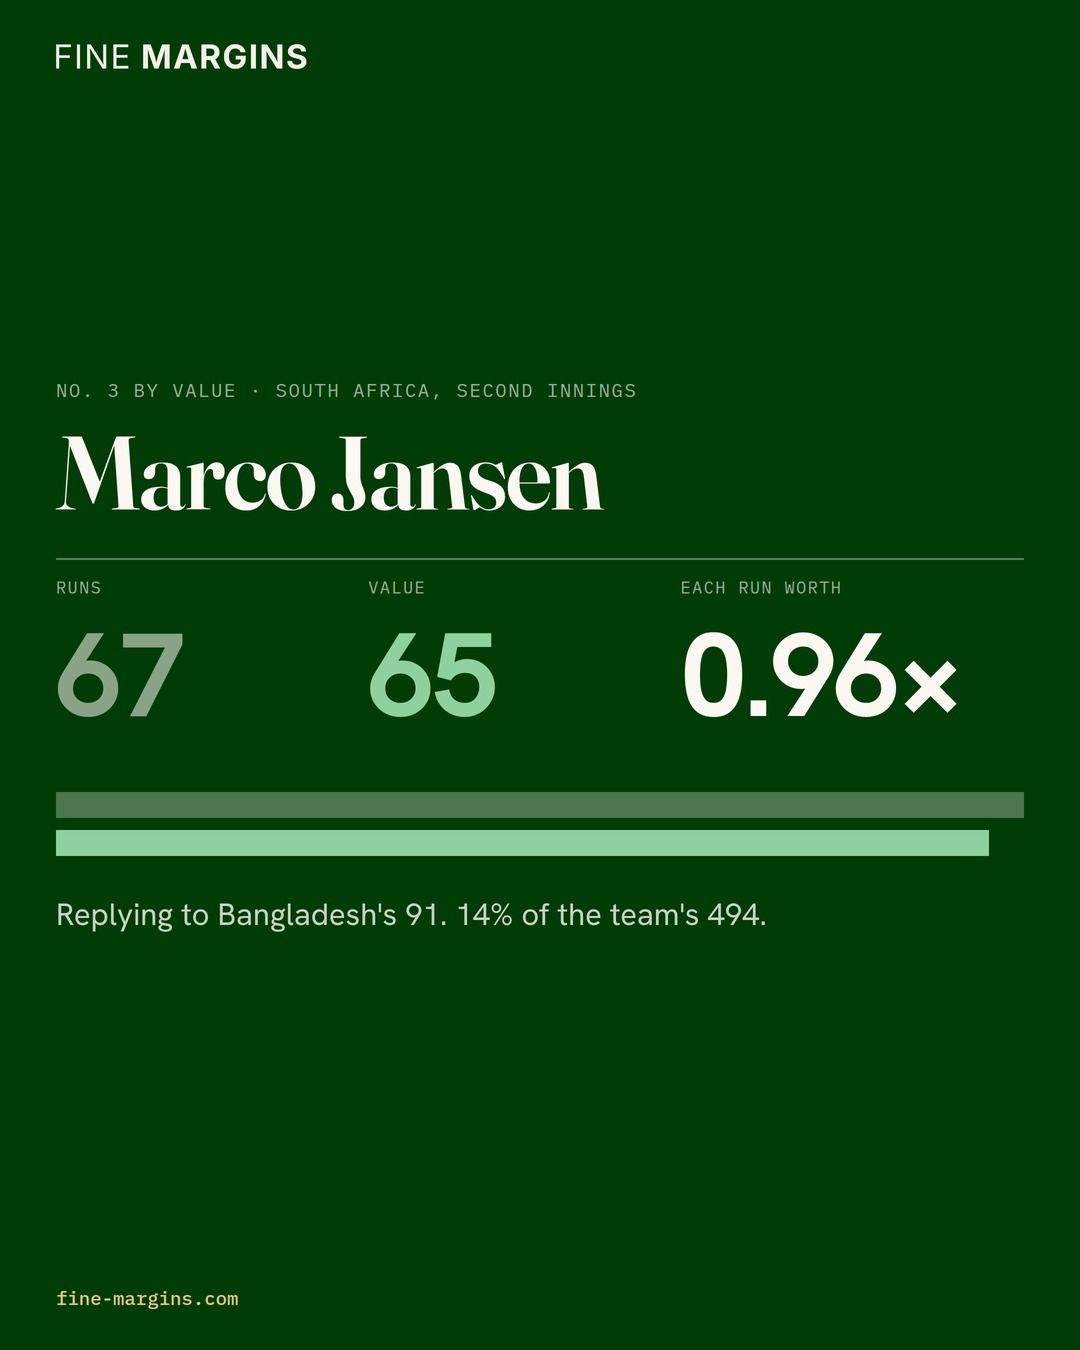 FINE MARGINS
NO. 3 BY VALUE · SOUTH AFRICA, SECOND INNINGS
Marco Jansen
RUNS VALUE EACH RUN WORTH
67 65 0.96×
Replying to Bangladesh's 91. 14% of the team's 494.
fine-margins.com